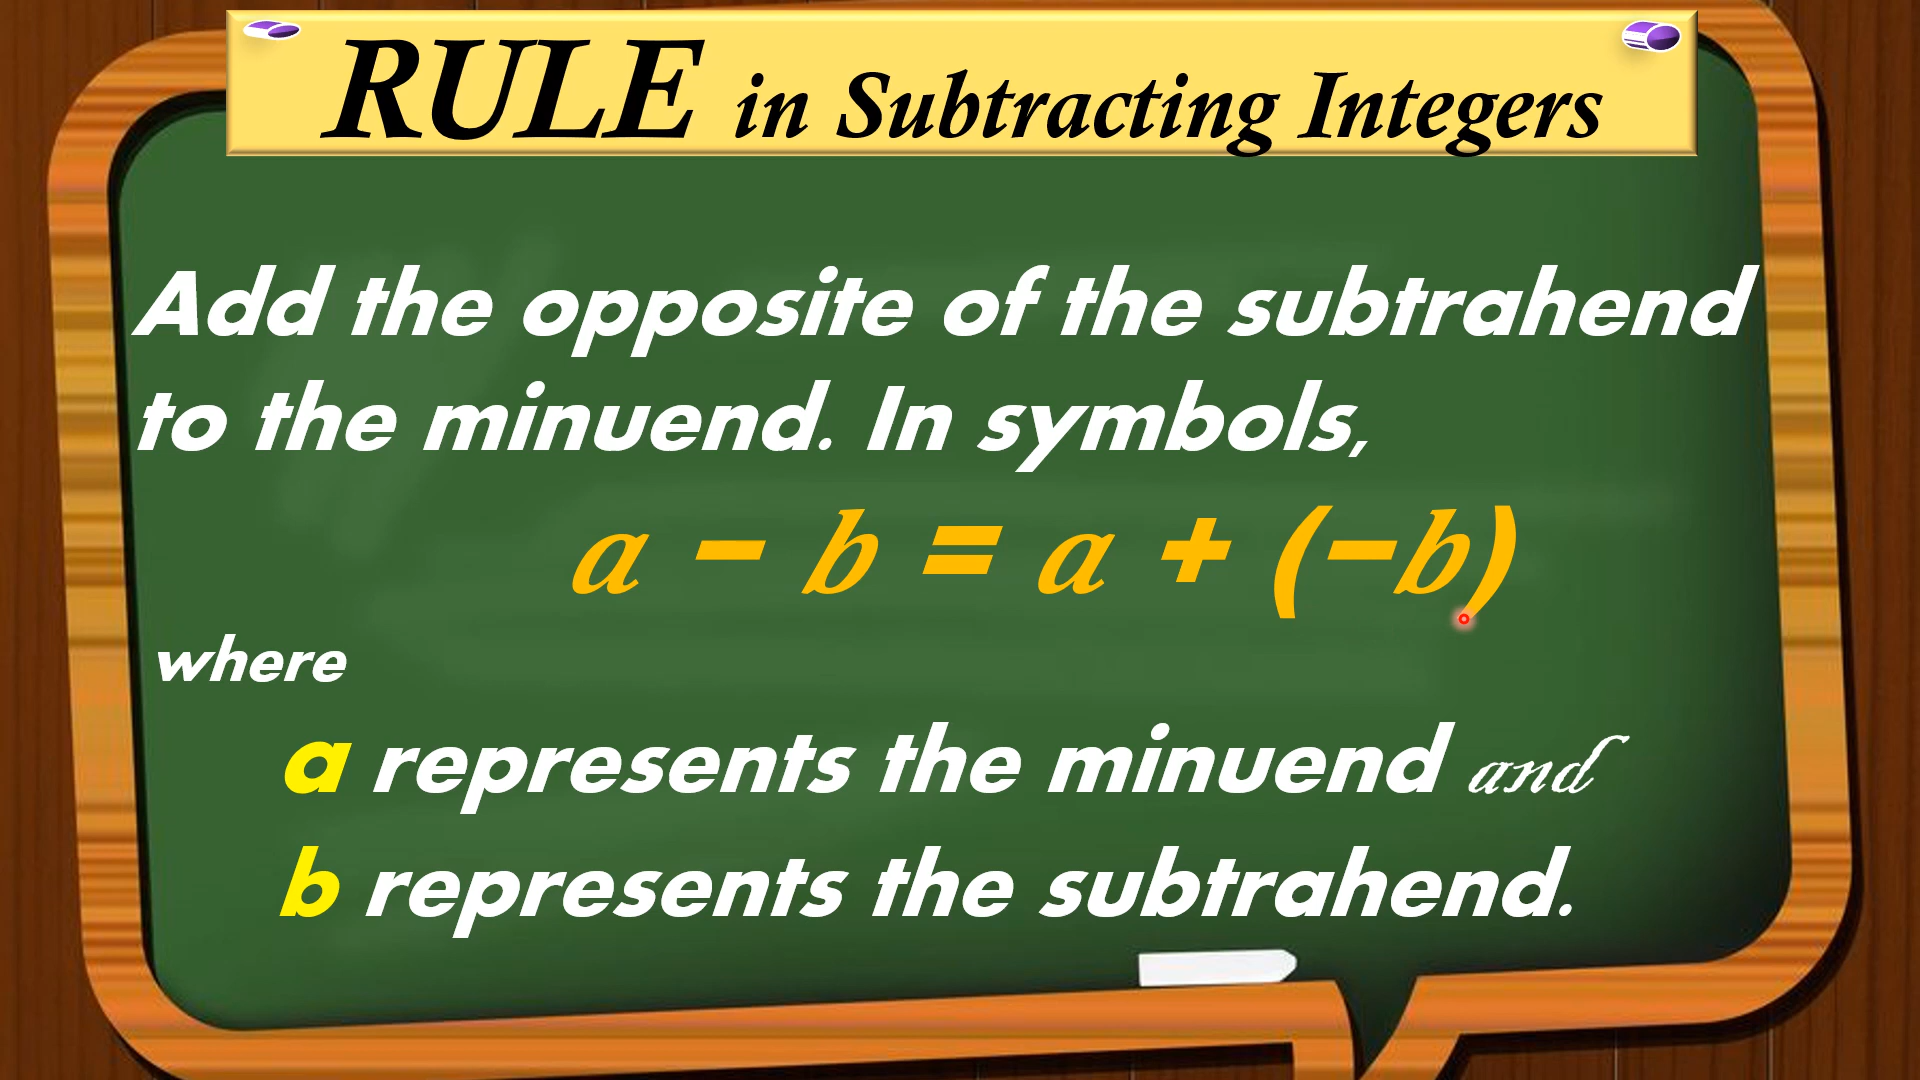 RULE in Subtracting Integers
Add the opposite of the subtrahend
to the minuend. In symbols,
a − b = a + (−b)
where
a represents the minuend and
b represents the subtrahend.